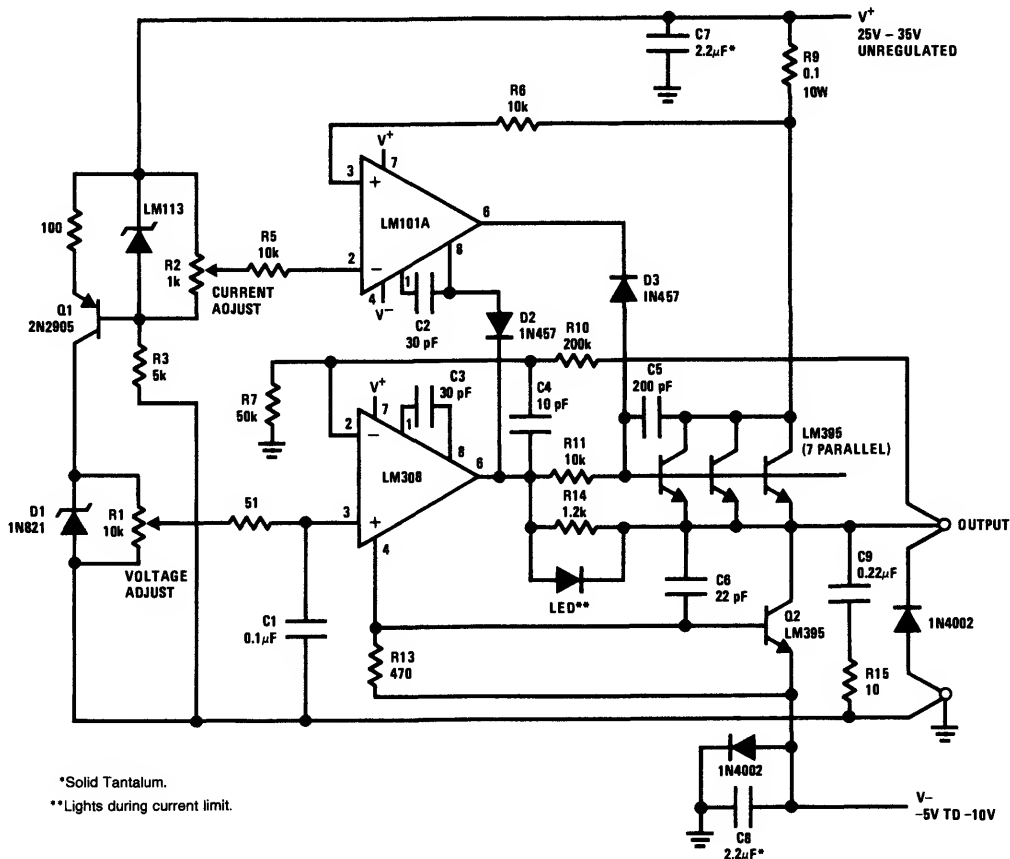 V+
25V – 35V
UNREGULATED
C7
2.2µF*
R9
0.1
10W
R6
10k
V+
7
3
+
LM101A
6
8
2
–
4
V–
1
C2
30 pF
LM113
100
R5
10k
R2
1k
CURRENT
ADJUST
Q1
2N2905
R3
5k
D2
1N457
D3
IN457
R10
200k
C5
200 pF
R7
50k
V+
7
C3
30 pF
1
8
C4
10 pF
2
–
LM308
6
3
+
4
R11
10k
R14
1.2k
LM395
(7 PARALLEL)
OUTPUT
D1
1N821
R1
10k
51
VOLTAGE
ADJUST
C1
0.1µF
LED**
C6
22 pF
C9
0.22µF
Q2
LM395
1N4002
R13
470
R15
10
1N4002
V–
–5V TD –10V
C8
2.2µF*
*Solid Tantalum.
**Lights during current limit.